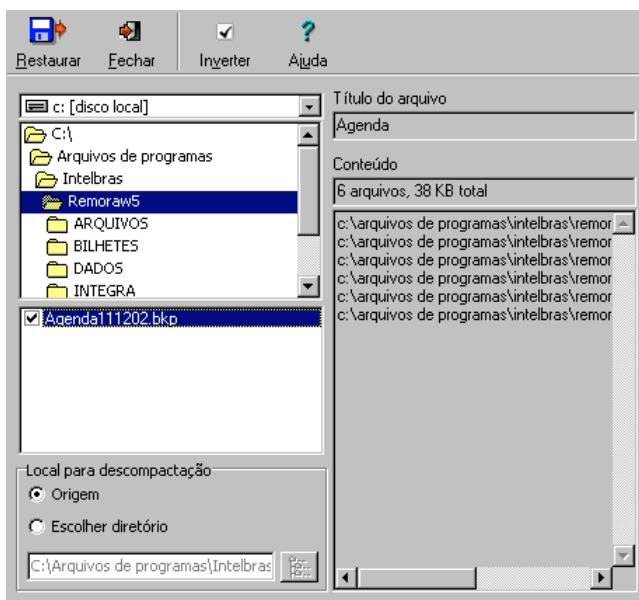 Restaurar Fechar Inverter Ajuda
c: [disco local]
C:\
Arquivos de programas
Intelbras
Remoraw5
ARQUIVOS
BILHETES
DADOS
INTEGRA
Agenda111202.bkp
Local para descompactação
Origem
Escolher diretório
C:\Arquivos de programas\Intelbras
Título do arquivo
Agenda
Conteúdo
6 arquivos, 38 KB total
c:\arquivos de programas\intelbras\remor
c:\arquivos de programas\intelbras\remor
c:\arquivos de programas\intelbras\remor
c:\arquivos de programas\intelbras\remor
c:\arquivos de programas\intelbras\remor
c:\arquivos de programas\intelbras\remor